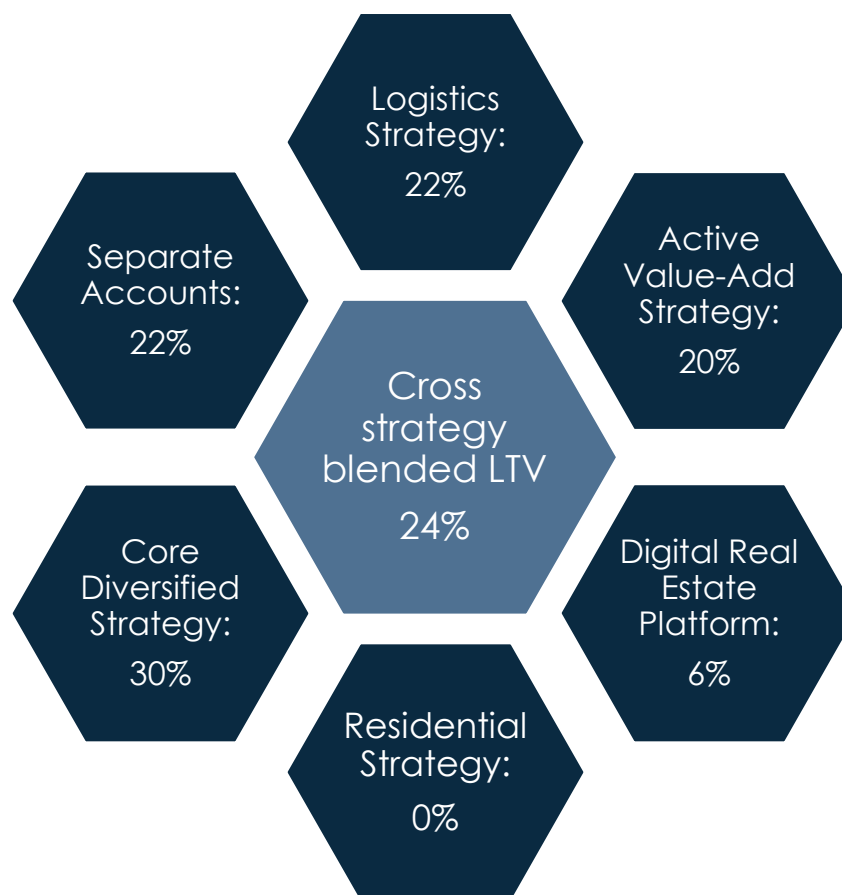 Logistics
Strategy:
22%
Separate
Accounts:
22%
Active
Value-Add
Strategy:
20%
Cross
strategy
blended LTV
24%
Core
Diversified
Strategy:
30%
Digital Real
Estate
Platform:
6%
Residential
Strategy:
0%